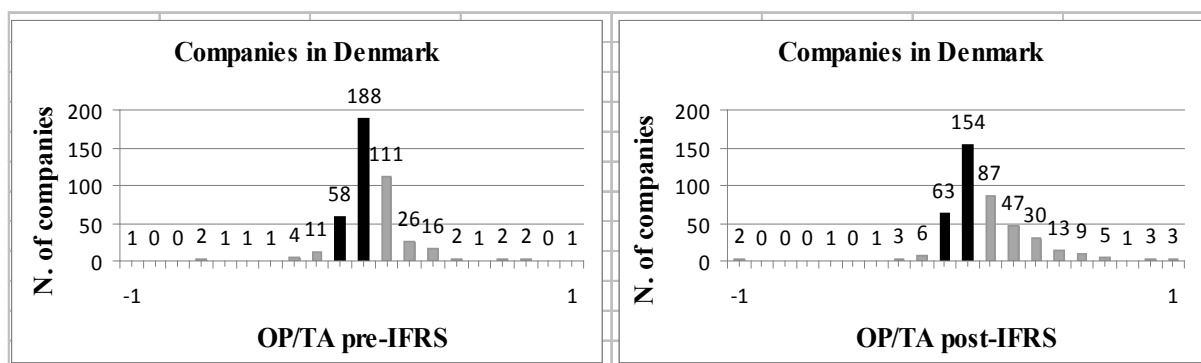 Companies in Denmark
N. of companies
200
150
100
50
0
1 0 0 2 1 1 1 4 11 58 188 111 26 16 2 1 2 2 0 1
-1 1
OP/TA pre-IFRS
Companies in Denmark
N. of companies
200
150
100
50
0
2 0 0 0 1 0 1 3 6 63 154 87 47 30 13 9 5 1 3 3
-1 1
OP/TA post-IFRS